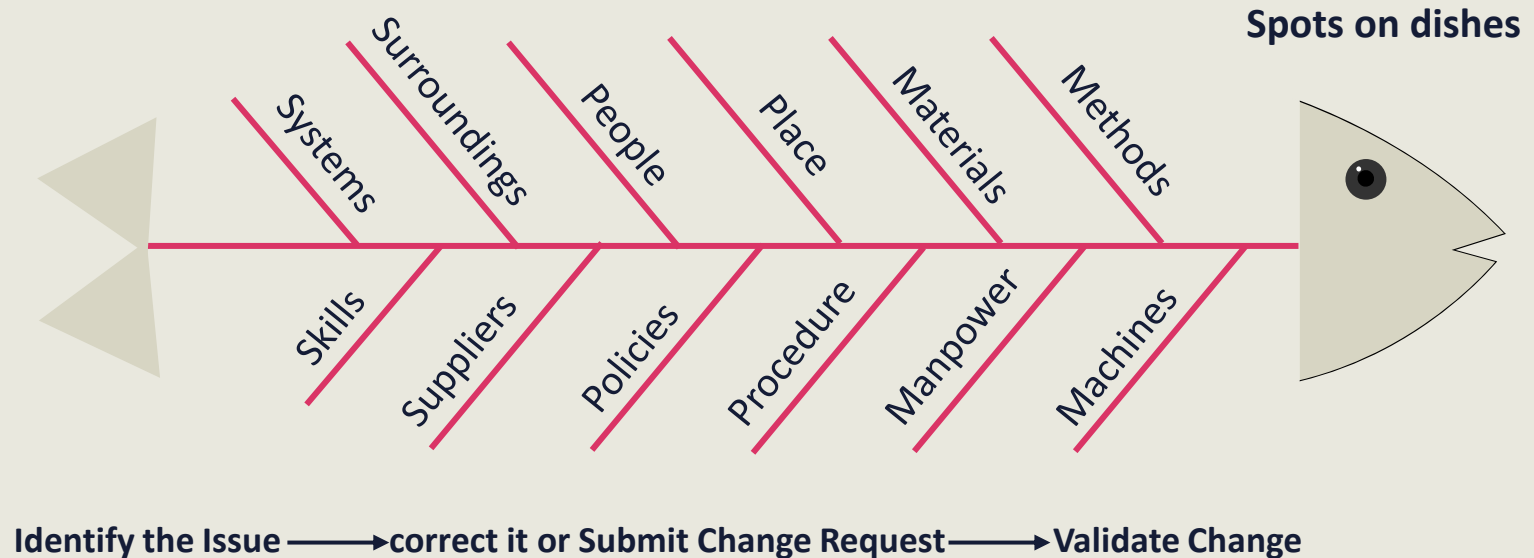 Spots on dishes
Systems
Surroundings
People
Place
Materials
Methods
Skills
Suppliers
Policies
Procedure
Manpower
Machines
Identify the Issue correct it or Submit Change Request Validate Change